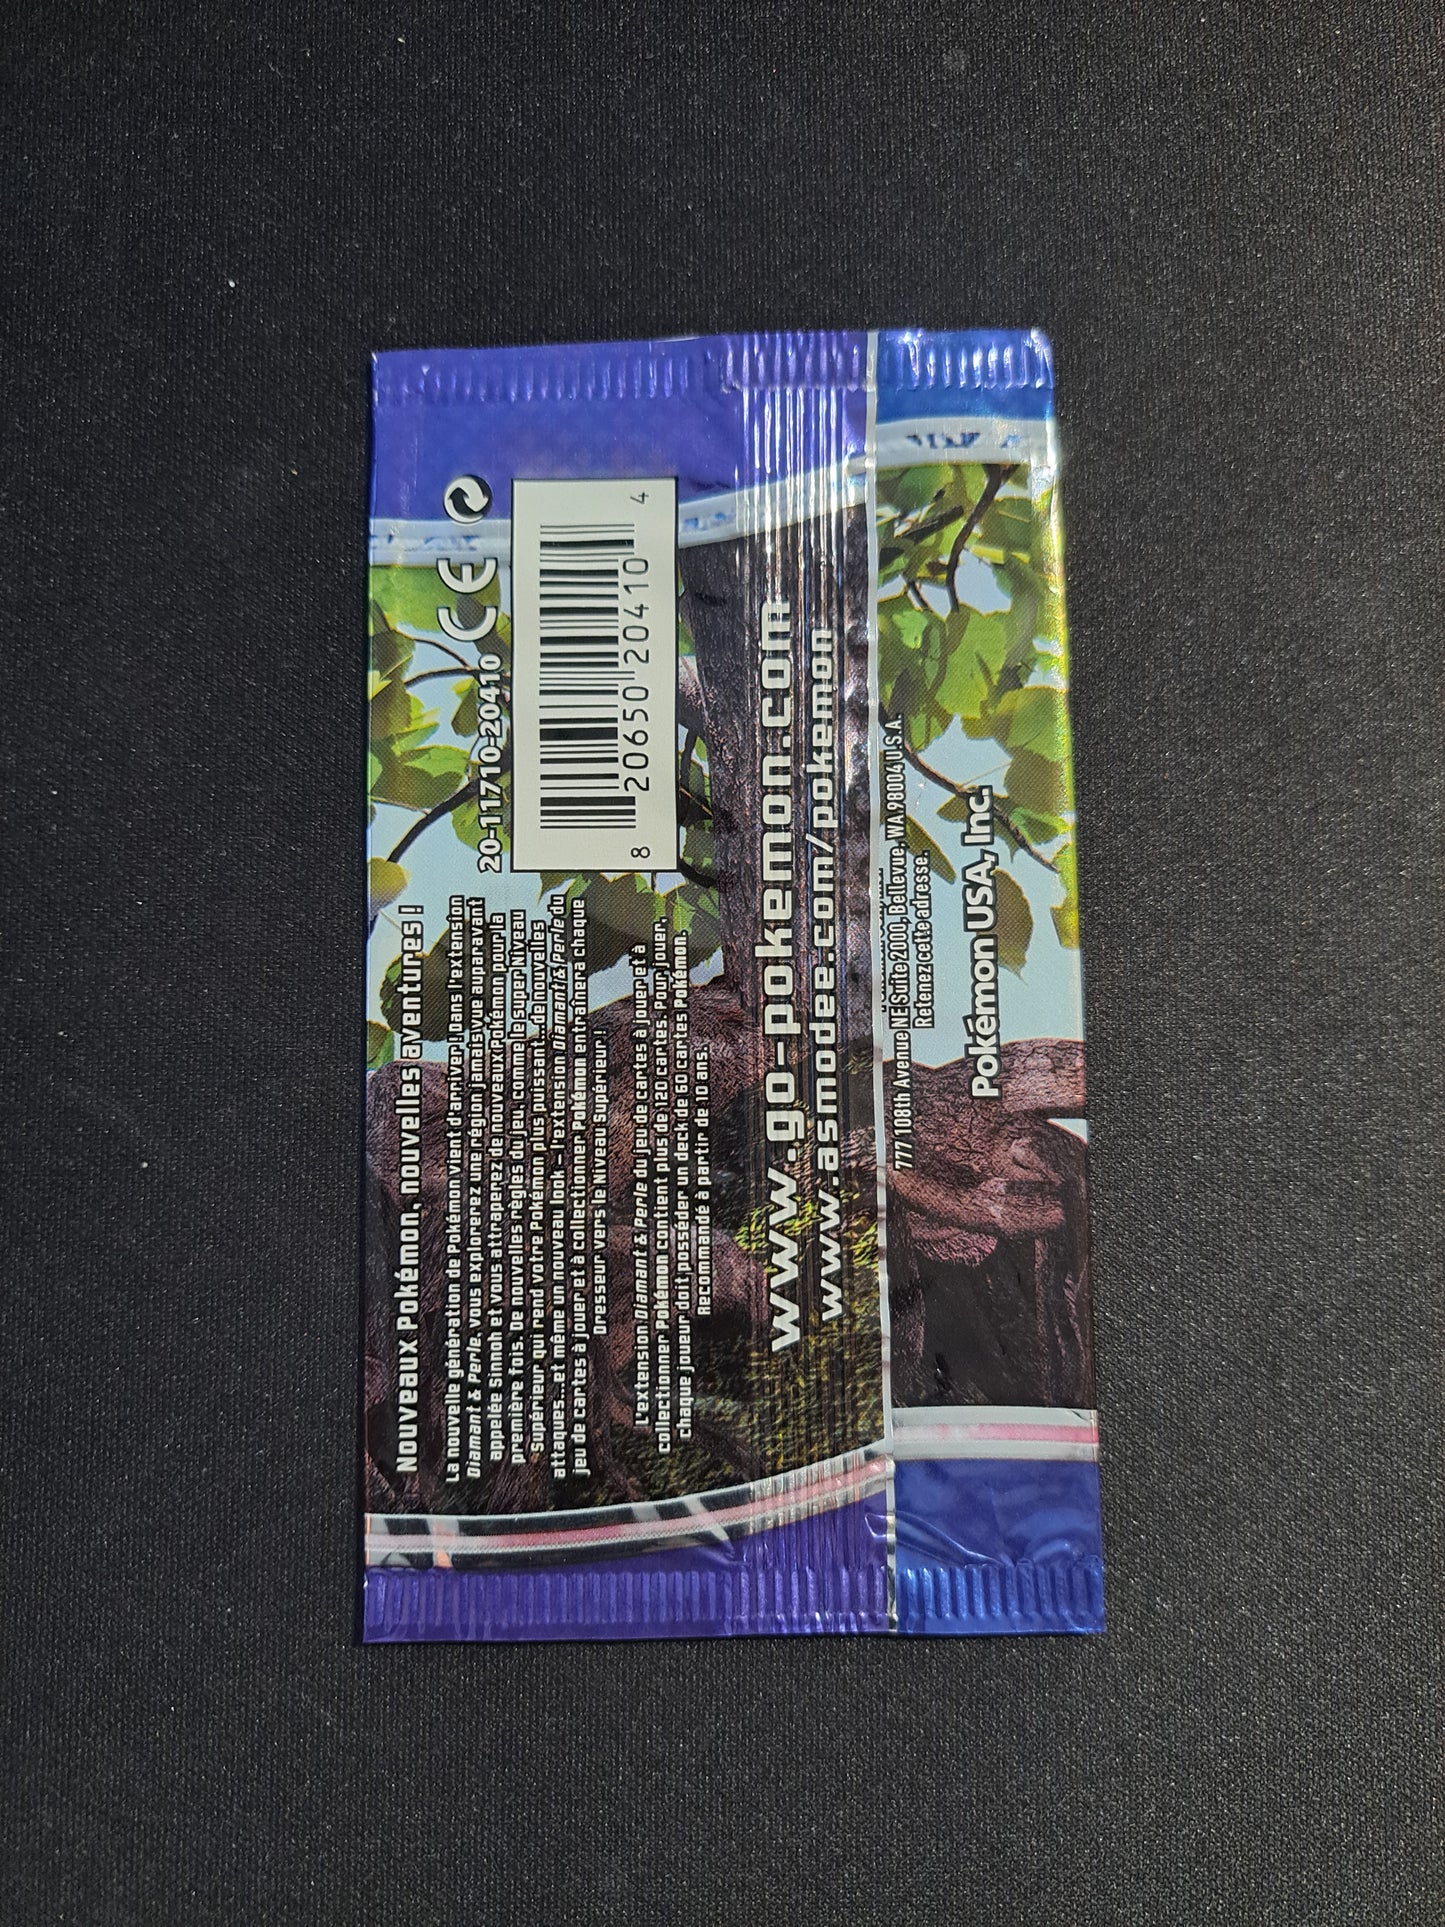 Nouveaux Pokémon, nouvelles aventures !
La nouvelle génération de Pokémon vient d'arriver ! Dans l'extension
Diamant & Perle, vous explorerez une région jamais vue auparavant
appelée Sinnoh et vous attraperez de nouveaux Pokémon pour la
première fois. De nouvelles règles du jeu, comme la super Niveau
Supérieur qui rend votre Pokémon plus puissant, de nouvelles
attaques...et même un nouveau look - l'extension Diamant & Perle du
jeu de cartes à jouer et à collectionner Pokémon entraînera chaque
Dresseur vers le Niveau Supérieur !
L'extension Diamant & Perle du jeu de cartes à jouer et à
collectionner Pokémon contient plus de 120 cartes. Pour jouer,
chaque joueur doit posséder un deck de 60 cartes Pokémon.
Recommandé à partir de 10 ans.
20-11710-20410 CE
8 20650 20410 4
www.go-pokemon.com
www.asmodee.com/pokemon
777 108th Avenue NE Suite 2000, Bellevue, WA 98004 U.S.A.
Retenez cette adresse.
Pokémon USA, Inc.